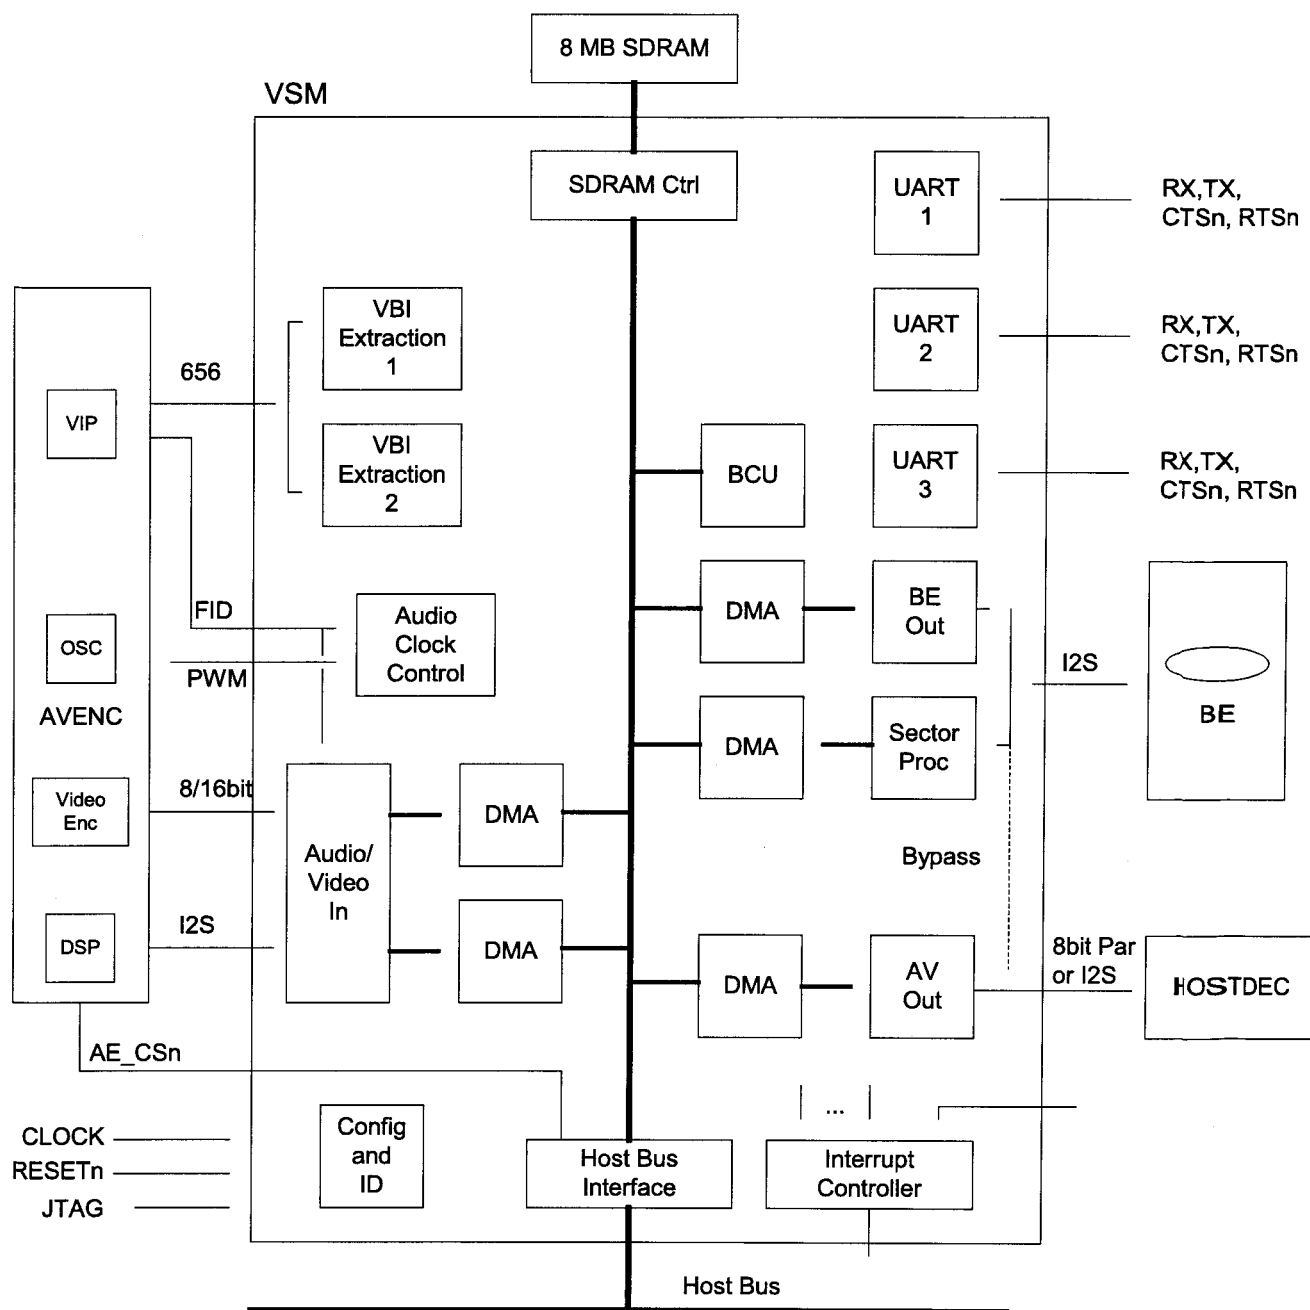 8 MB SDRAM
VSM
SDRAM Ctrl
UART
1
RX,TX,
CTSn, RTSn
VBI
Extraction
1
UART
2
RX,TX,
CTSn, RTSn
656
VIP
VBI
Extraction
2
BCU
UART
3
RX,TX,
CTSn, RTSn
FID
Audio
Clock
Control
DMA
BE
Out
OSC
PWM
I2S
AVENC
BE
DMA
Sector
Proc
8/16bit
Video
Enc
DMA
Audio/
Video
In
Bypass
I2S
DSP
DMA
DMA
AV
Out
8bit Par
or I2S
HOSTDEC
AE_CSn
...
CLOCK
RESETn
JTAG
Config
and
ID
Host Bus
Interface
Interrupt
Controller
Host Bus